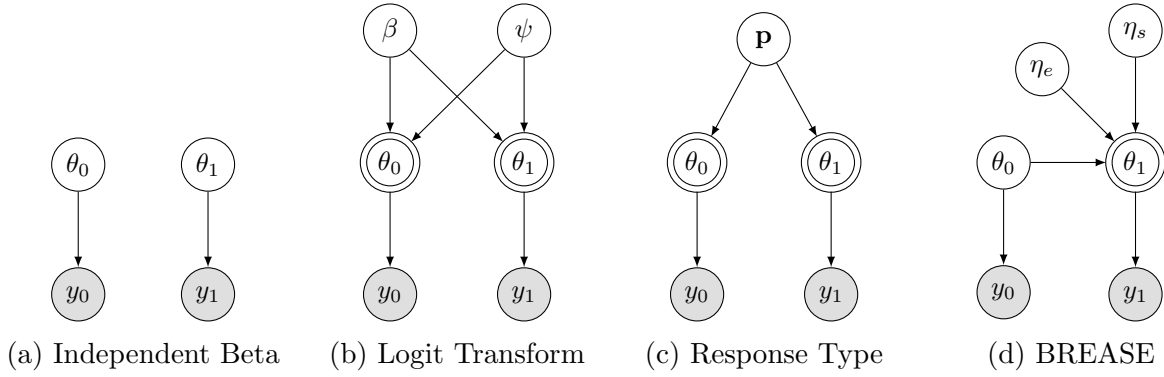 β ψ p η_s
η_e
θ_0 θ_1 θ_0 θ_1 θ_0 θ_1 θ_0 θ_1
y_0 y_1 y_0 y_1 y_0 y_1 y_0 y_1
(a) Independent Beta (b) Logit Transform (c) Response Type (d) BREASE